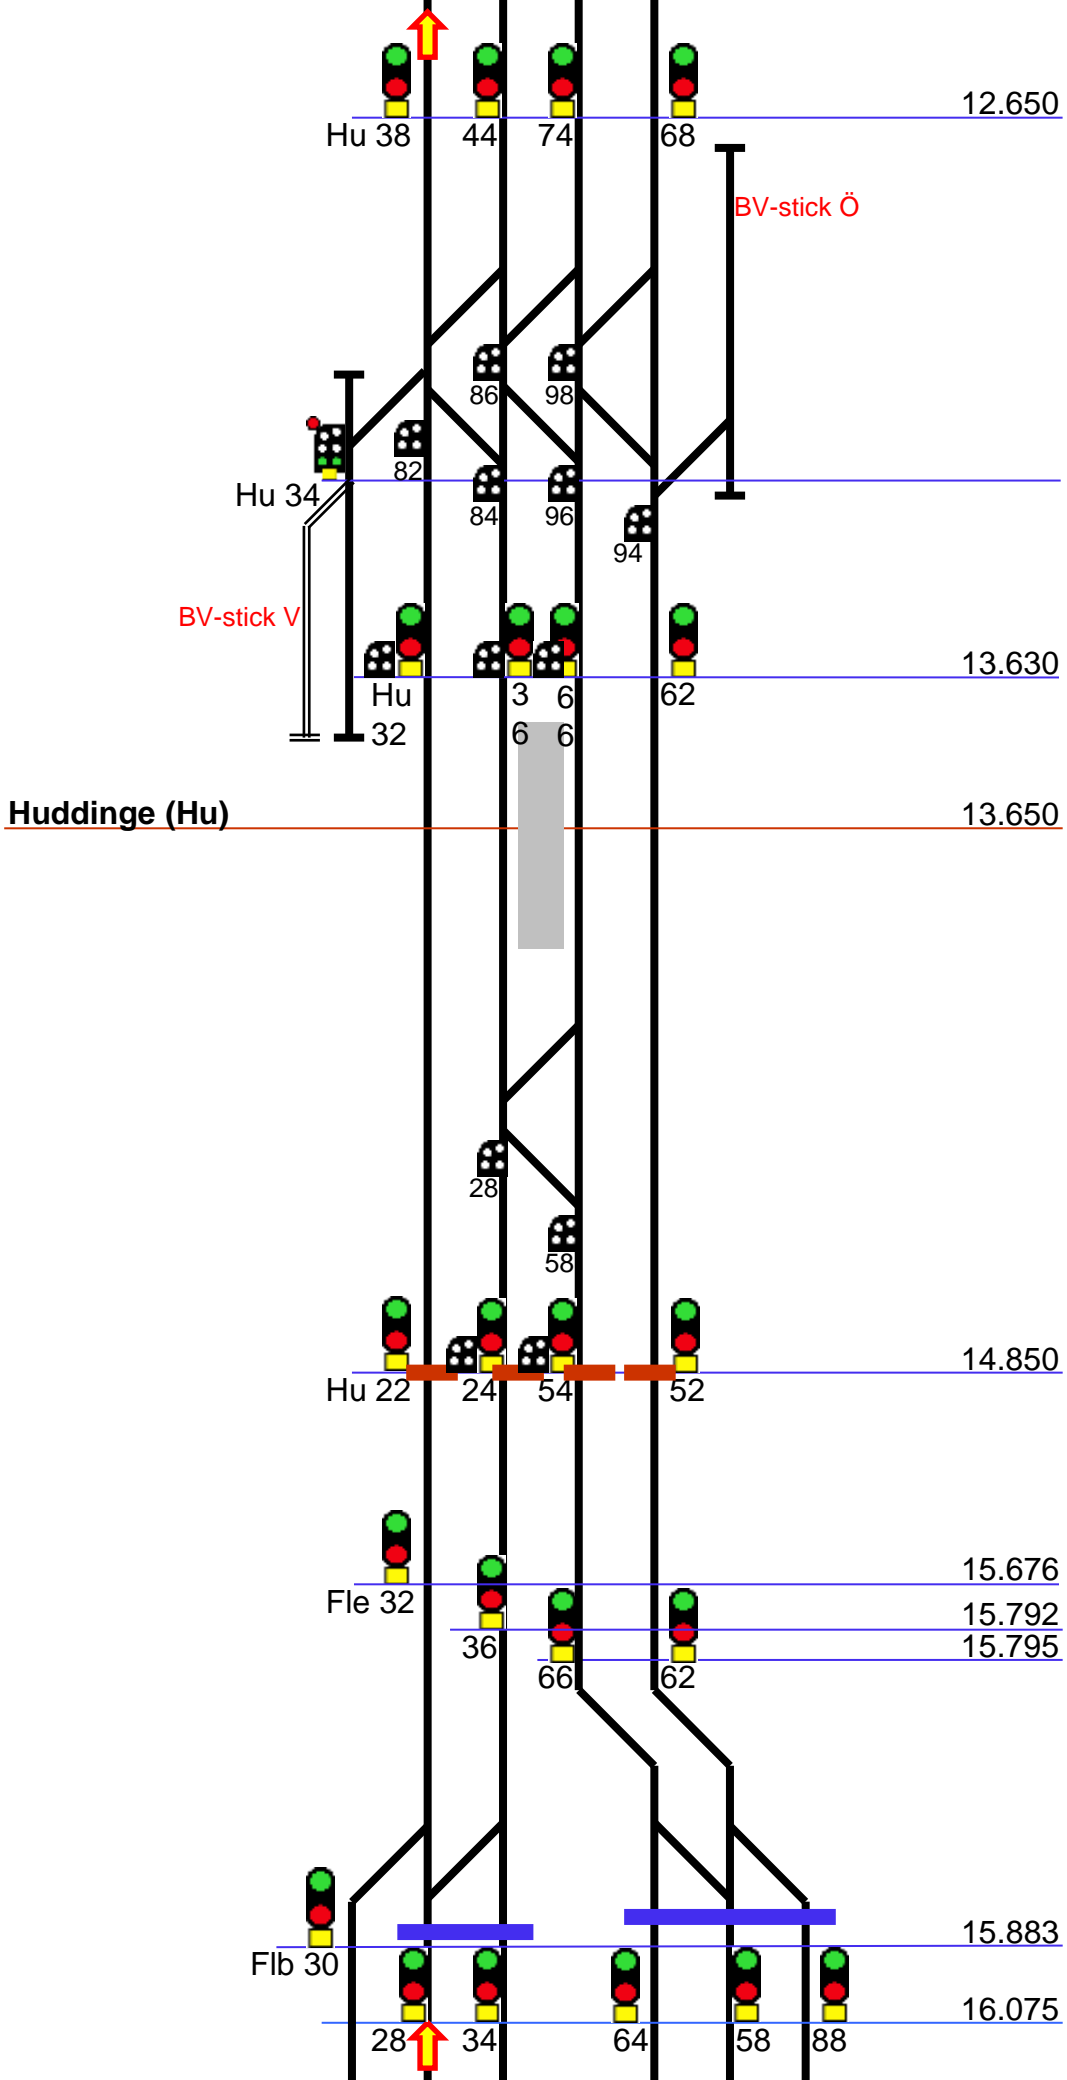 12.650
Hu 38 44 74 68
BV-stick Ö
86 98
82
Hu 34
84 96
94
BV-stick V
13.630
Hu 3 6 62
32 6 6
Huddinge (Hu) 13.650
28
58
14.850
Hu 22 24 54 52
15.676
Fle 32
15.792
36 15.795
66 62
15.883
Flb 30
16.075
28 34 64 58 88